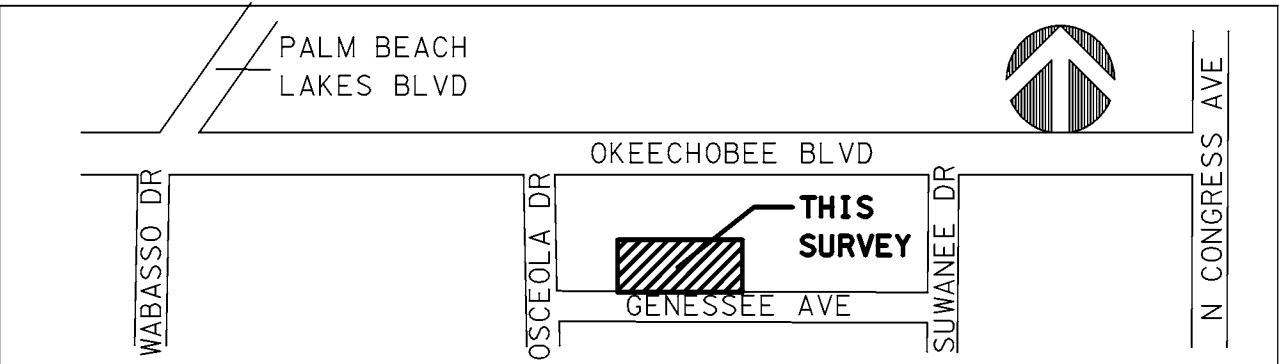 PALM BEACH
LAKES BLVD
OKEECHOBEE BLVD
N CONGRESS AVE
WABASSO DR
OSCEOLA DR
THIS
SURVEY
SUWANEE DR
GENESSEE AVE